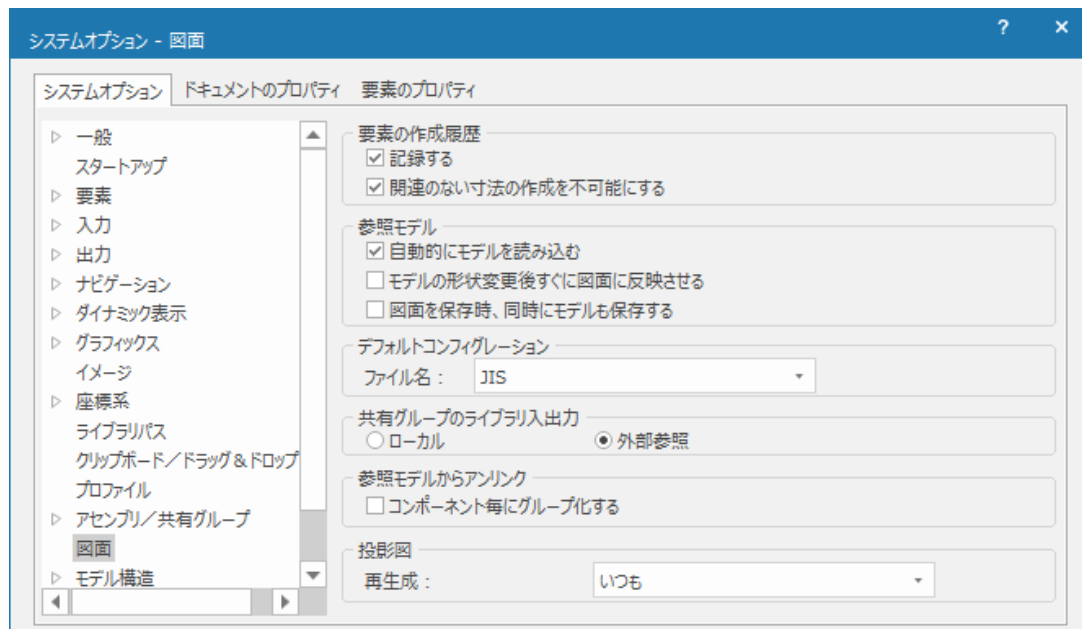 システムオプション - 図面
? ×
システムオプション ドキュメントのプロパティ 要素のプロパティ
一般
スタートアップ
要素
入力
出力
ナビゲーション
ダイナミック表示
グラフィックス
イメージ
座標系
ライブラリパス
クリップボード／ドラッグ＆ドロップ
プロファイル
アセンブリ／共有グループ
図面
モデル構造
要素の作成履歴
記録する
関連のない寸法の作成を不可能にする
参照モデル
自動的にモデルを読み込む
モデルの形状変更後すぐに図面に反映させる
図面を保存時、同時にモデルも保存する
デフォルトコンフィグレーション
ファイル名： JIS
共有グループのライブラリ入出力
ローカル 外部参照
参照モデルからアンリンク
コンポーネント毎にグループ化する
投影図
再生成： いつも